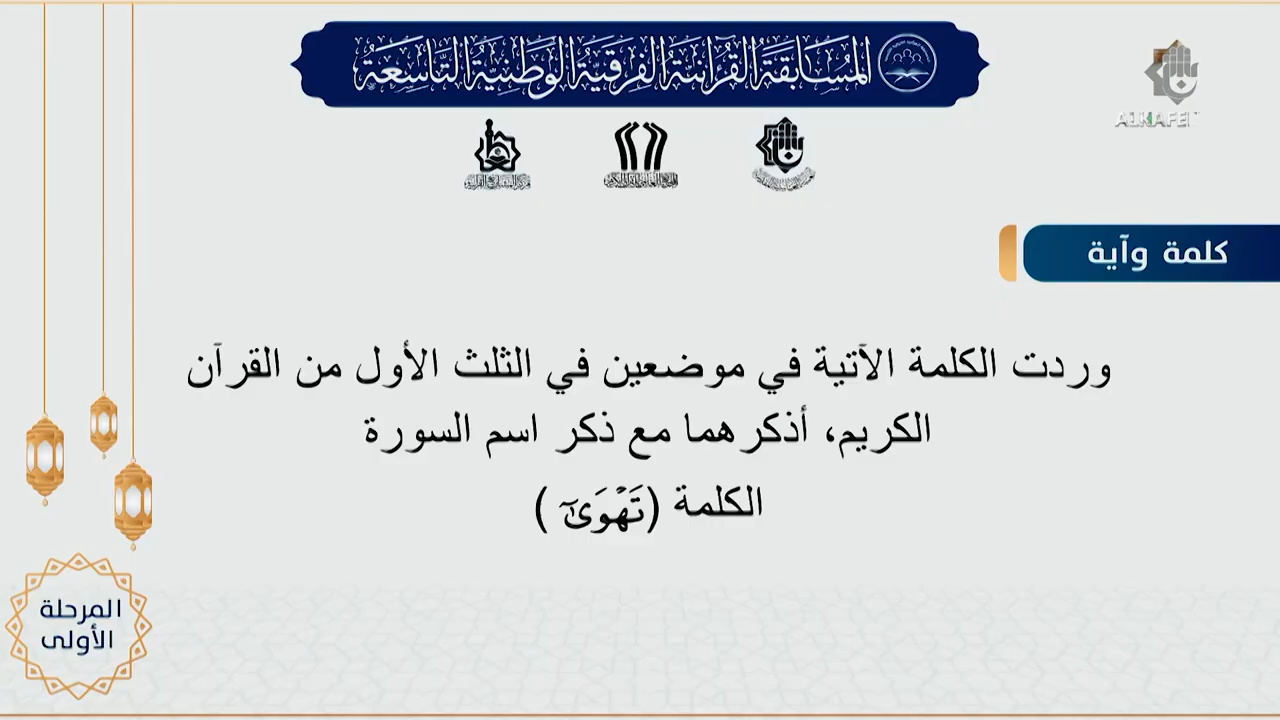 المسابقة القرآنية الفرقية الوطنية التاسعة
ALKAFEEL
كلمة وآية
وردت الكلمة الآتية في موضعين في الثلث الأول من القرآن
الكريم، أذكرهما مع ذكر اسم السورة
الكلمة (تَهْوَىٰٓ )
المرحلة
الأولى